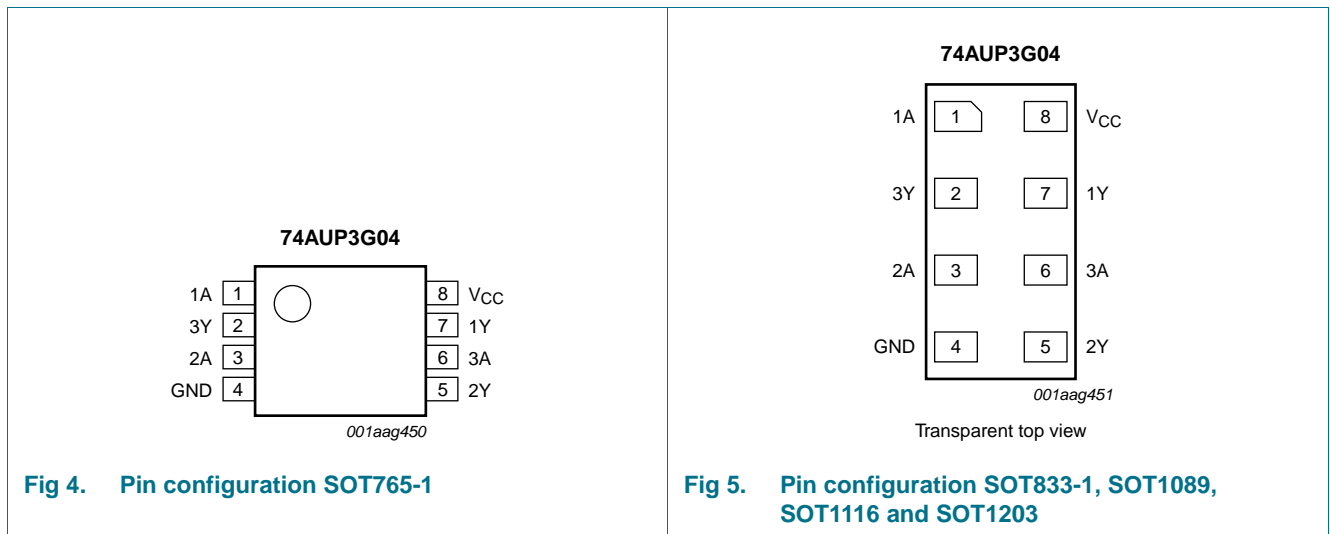 74AUP3G04
1A 1 8 VCC
3Y 2 7 1Y
2A 3 6 3A
GND 4 5 2Y
001aag450
Fig 4. Pin configuration SOT765-1
74AUP3G04
1A 1 8 VCC
3Y 2 7 1Y
2A 3 6 3A
GND 4 5 2Y
001aag451
Transparent top view
Fig 5. Pin configuration SOT833-1, SOT1089,
SOT1116 and SOT1203